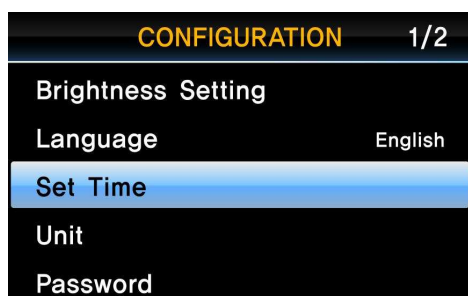 CONFIGURATION 1/2
Brightness Setting
Language English
Set Time
Unit
Password